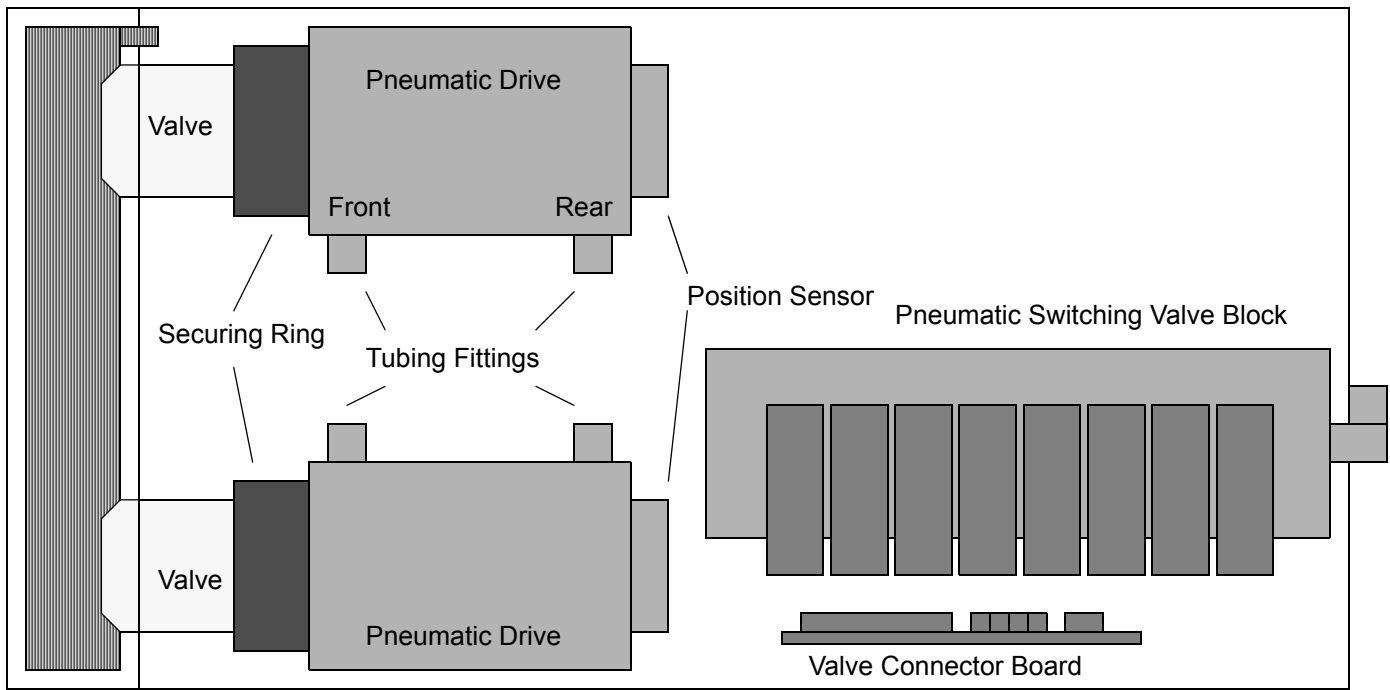 Pneumatic Drive
Valve
Front
Rear
Position Sensor
Pneumatic Switching Valve Block
Securing Ring
Tubing Fittings
Valve
Pneumatic Drive
Valve Connector Board